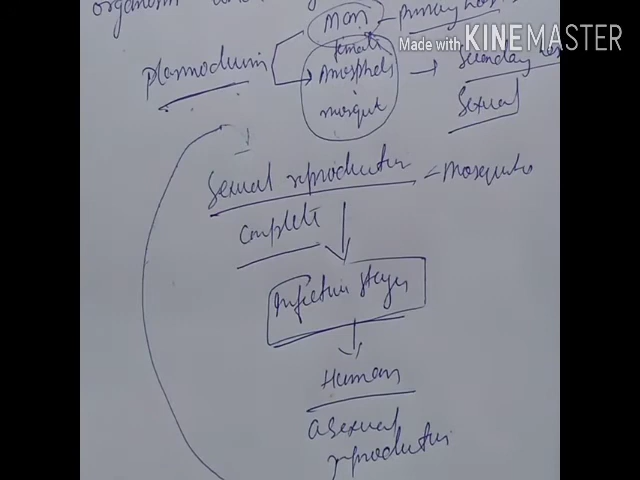 organism
man - primary host
Made with KINEMASTER
Plasmodium
female
Anopheles → Secondary host
mosquito
Sexual
Sexual reproduction - mosquito
complete
Infective stages
Human
asexual
reproduction